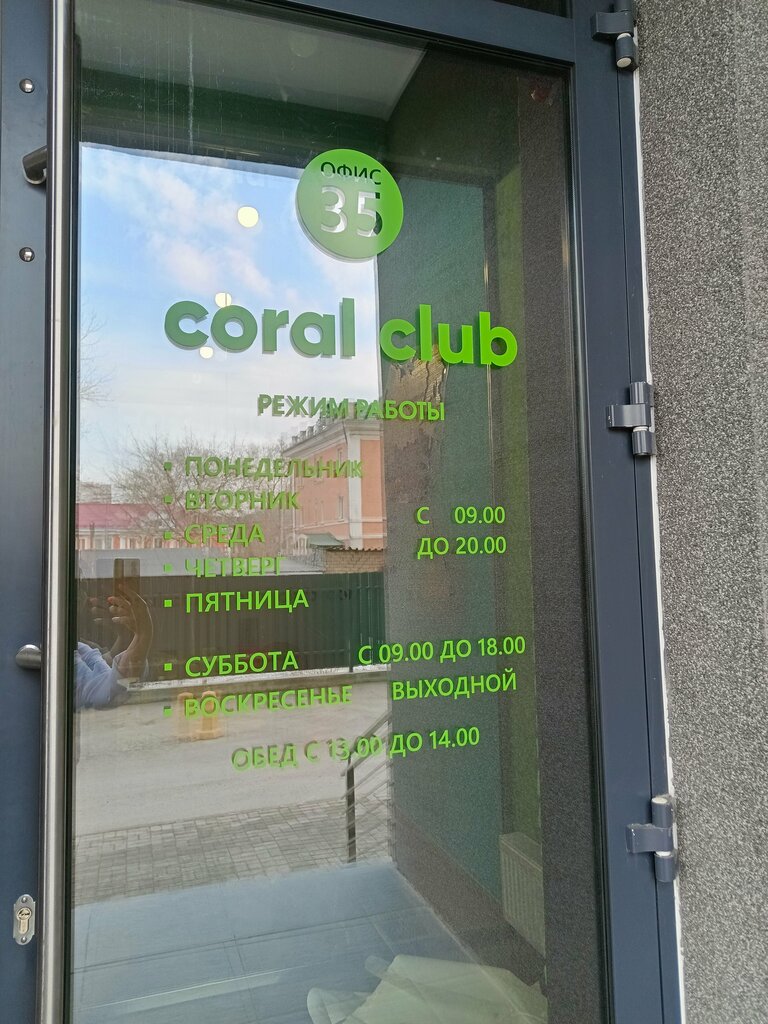 ОФИС
35
coral club
РЕЖИМ РАБОТЫ
▪ ПОНЕДЕЛЬНИК
▪ ВТОРНИК
▪ СРЕДА
С 09.00
ДО 20.00
▪ ЧЕТВЕРГ
▪ ПЯТНИЦА
▪ СУББОТА С 09.00 ДО 18.00
▪ ВОСКРЕСЕНЬЕ ВЫХОДНОЙ
ОБЕД С 13.00 ДО 14.00